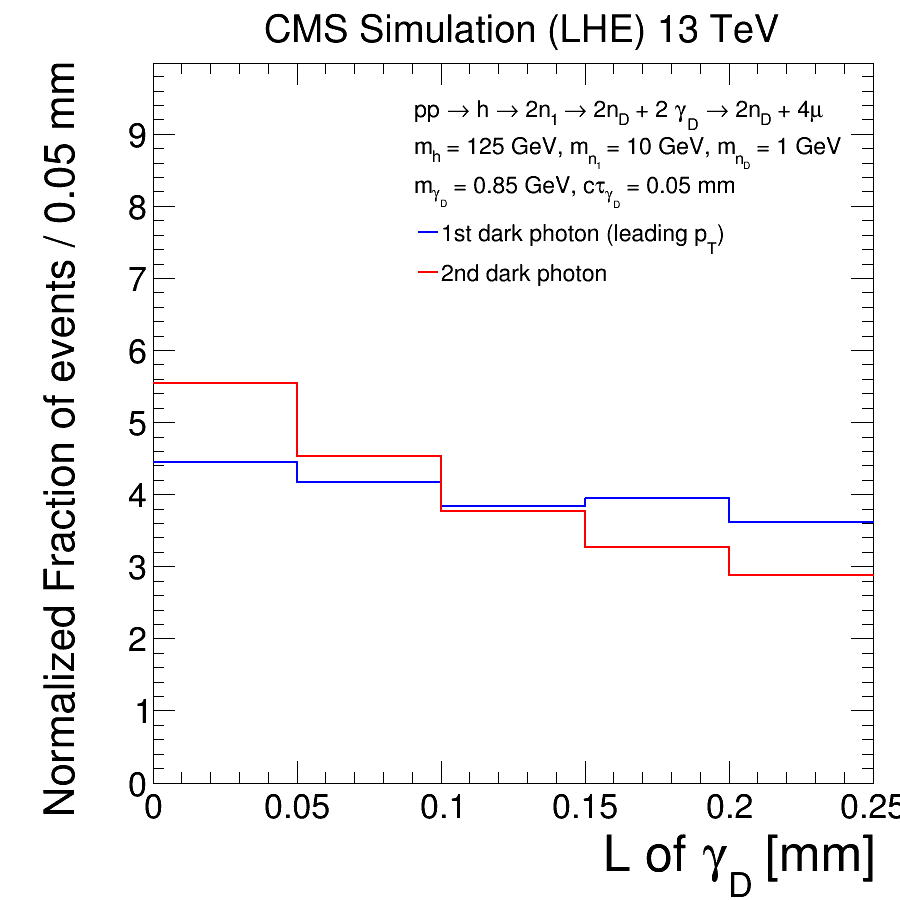 CMS Simulation (LHE) 13 TeV
Normalized Fraction of events / 0.05 mm
pp → h → 2n1 → 2nD + 2 γD → 2nD + 4μ
mh = 125 GeV, mn1 = 10 GeV, mnD = 1 GeV
mγD = 0.85 GeV, cτγD = 0.05 mm
1st dark photon (leading pT)
2nd dark photon
9
8
7
6
5
4
3
2
1
0
0 0.05 0.1 0.15 0.2 0.25
L of γD [mm]